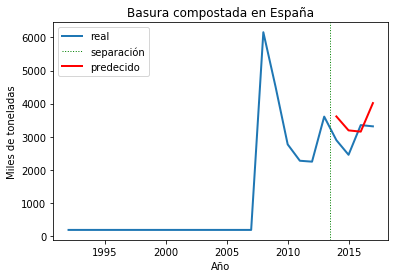 Basura compostada en España
real
separación
predecido
Miles de toneladas
6000
5000
4000
3000
2000
1000
0
1995
2000
2005
2010
2015
Año